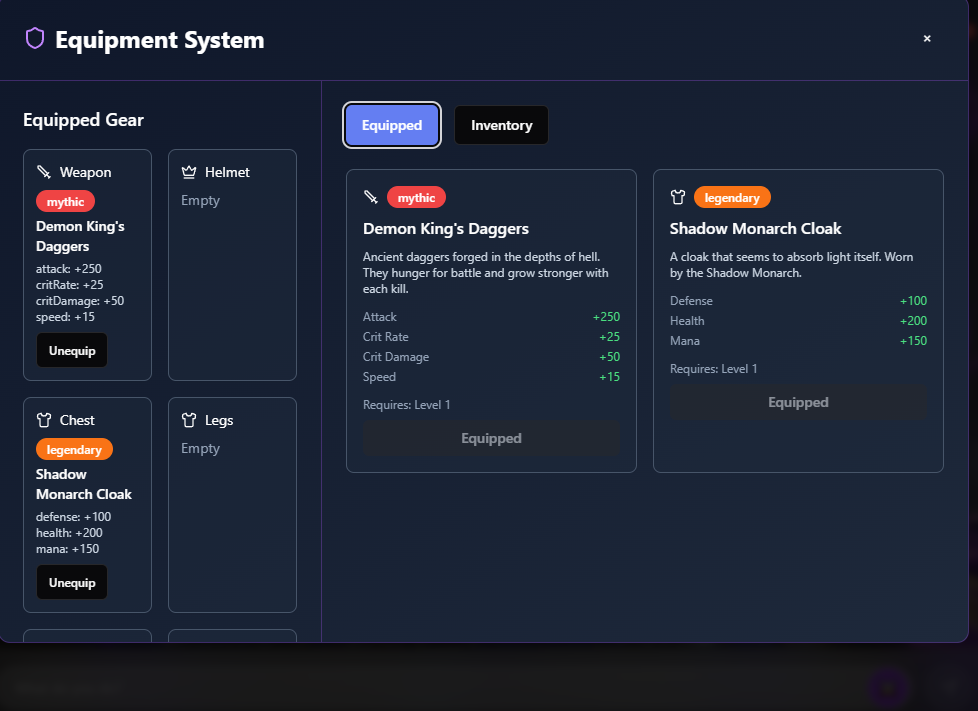 Equipment System
×
Equipped Gear
Weapon
mythic
Demon King's
Daggers
attack: +250
critRate: +25
critDamage: +50
speed: +15
Unequip
Helmet
Empty
Chest
legendary
Shadow
Monarch Cloak
defense: +100
health: +200
mana: +150
Unequip
Legs
Empty
Equipped
Inventory
mythic
Demon King's Daggers
Ancient daggers forged in the depths of hell.
They hunger for battle and grow stronger with
each kill.
Attack +250
Crit Rate +25
Crit Damage +50
Speed +15
Requires: Level 1
Equipped
legendary
Shadow Monarch Cloak
A cloak that seems to absorb light itself. Worn
by the Shadow Monarch.
Defense +100
Health +200
Mana +150
Requires: Level 1
Equipped